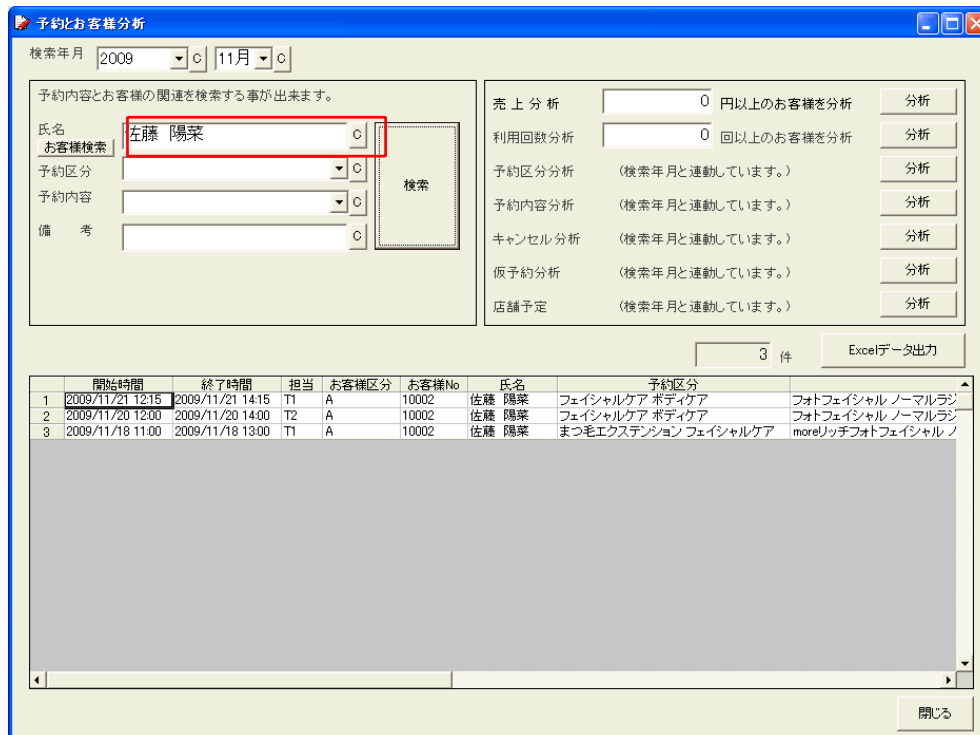 予約とお客様分析
検索年月 2009 C 11月 C
予約内容とお客様の関連を検索する事が出来ます。
氏名 佐藤 陽菜 C
お客様検索
予約区分 C
予約内容 C
備 考 C
検索
売上分析 0 円以上のお客様を分析 分析
利用回数分析 0 回以上のお客様を分析 分析
予約区分分析 (検索年月と連動しています。) 分析
予約内容分析 (検索年月と連動しています。) 分析
キャンセル分析 (検索年月と連動しています。) 分析
仮予約分析 (検索年月と連動しています。) 分析
店舗予定 (検索年月と連動しています。) 分析
3 件 Excelデータ出力
開始時間 終了時間 担当 お客様区分 お客様No 氏名 予約区分
1 2009/11/21 12:15 2009/11/21 14:15 T1 A 10002 佐藤 陽菜 フェイシャルケア ボディケア フォトフェイシャル ノーマルラジ
2 2009/11/20 12:00 2009/11/20 14:00 T2 A 10002 佐藤 陽菜 フェイシャルケア ボディケア フォトフェイシャル ノーマルラジ
3 2009/11/18 11:00 2009/11/18 13:00 T1 A 10002 佐藤 陽菜 まつ毛エクステンション フェイシャルケア moreリッチフォトフェイシャル ノ
閉じる